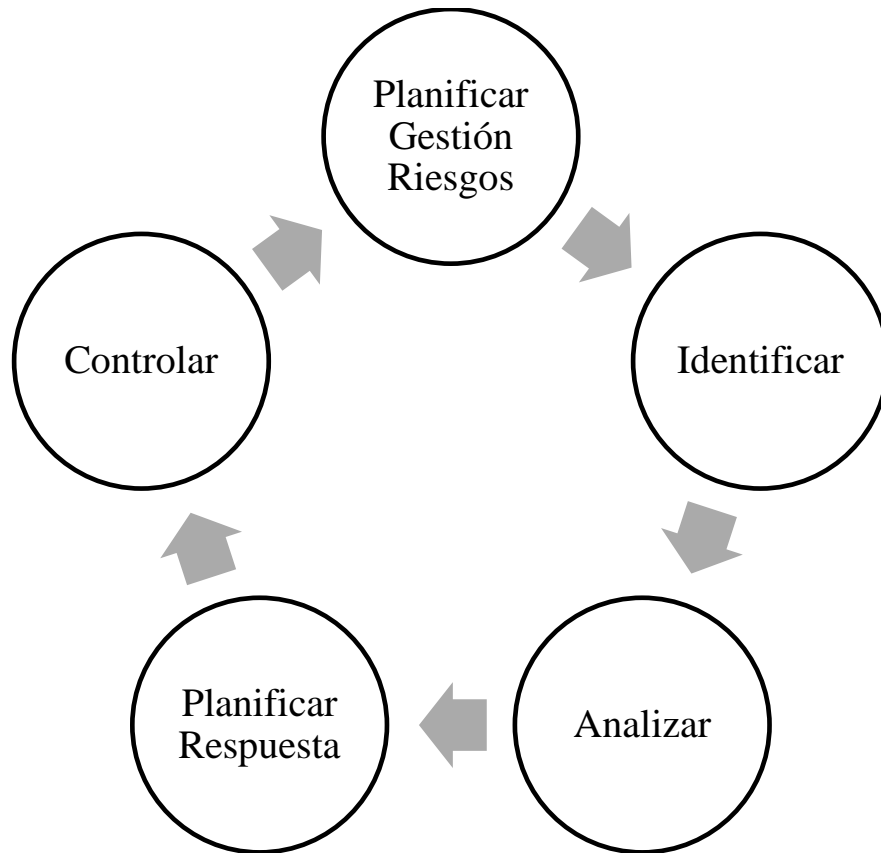 Planificar
Gestión
Riesgos
Identificar
Analizar
Planificar
Respuesta
Controlar